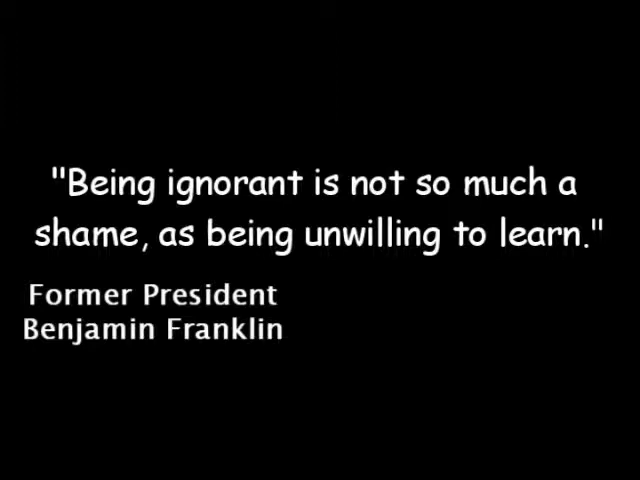 "Being ignorant is not so much a
shame, as being unwilling to learn."
Former President
Benjamin Franklin